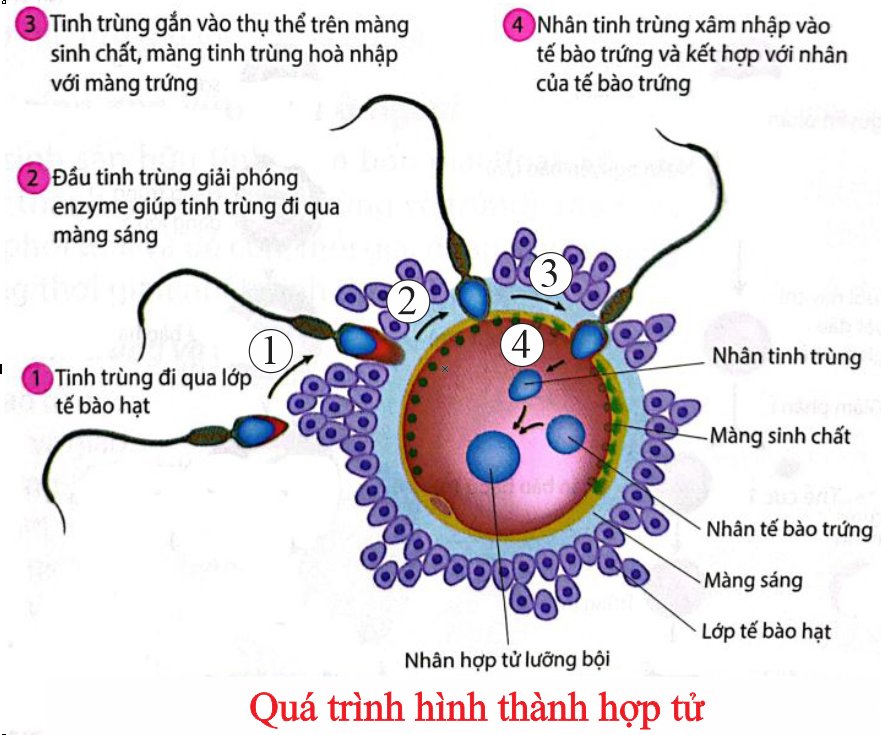 3 Tinh trùng gắn vào thụ thể trên màng
sinh chất, màng tinh trùng hoà nhập
với màng trứng
4 Nhân tinh trùng xâm nhập vào
tế bào trứng và kết hợp với nhân
của tế bào trứng
2 Đầu tinh trùng giải phóng
enzyme giúp tinh trùng đi qua
màng sáng
1 Tinh trùng đi qua lớp
tế bào hạt
1
2
3
4
Nhân tinh trùng
Màng sinh chất
Nhân tế bào trứng
Màng sáng
Lớp tế bào hạt
Nhân hợp tử lưỡng bội
Quá trình hình thành hợp tử